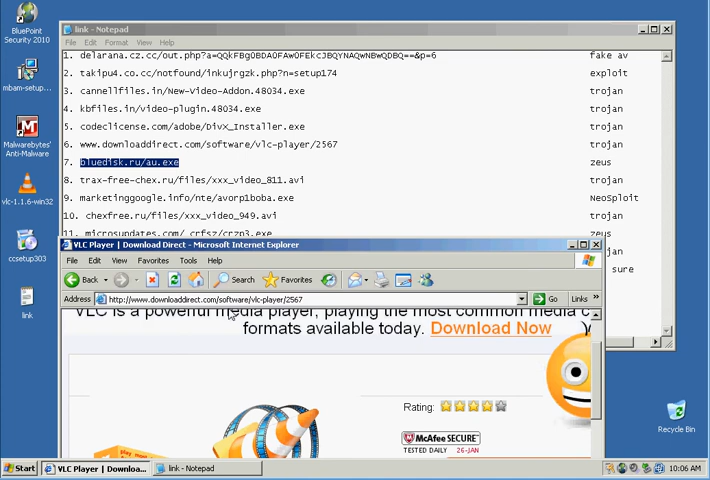 BluePoint
Security 2010
mbam-setup...
Malwarebytes'
Anti-Malware
vlc-1.1.6-win32
ccsetup303
link
link - Notepad
File Edit Format View Help
1. delarana.cz.cc/out.php?a=QQkFBg0BDA0FAw0FEkcJBQYNAQwNBWQDBQ==&p=6 fake av
2. takipu4.co.cc/notfound/inkujrgzk.php?n=setup174 exploit
3. cannellfiles.in/New-Video-Addon.48034.exe trojan
4. kbfiles.in/video-plugin.48034.exe trojan
5. codeclicense.com/adobe/DivX_Installer.exe trojan
6. www.downloaddirect.com/software/vlc-player/2567 trojan
7. bluedisk.ru/au.exe zeus
8. trax-free-chex.ru/files/xxx_video_811.avi trojan
9. marketinggoogle.info/nte/avorp1boba.exe NeoSploit
10. chexfree.ru/files/xxx_video_949.avi trojan
11. microsupdates.com/_crfsz/crzp3.exe zeus
jan
sure
VLC Player | Download Direct - Microsoft Internet Explorer
File Edit View Favorites Tools Help
Back Search Favorites
Address http://www.downloaddirect.com/software/vlc-player/2567 Go Links »
VLC is a powerful media player, playing the most common media c
formats available today. Download Now
Rating:
McAfee SECURE
TESTED DAILY 26-JAN
Recycle Bin
Start VLC Player | Downloa... link - Notepad 10:06 AM